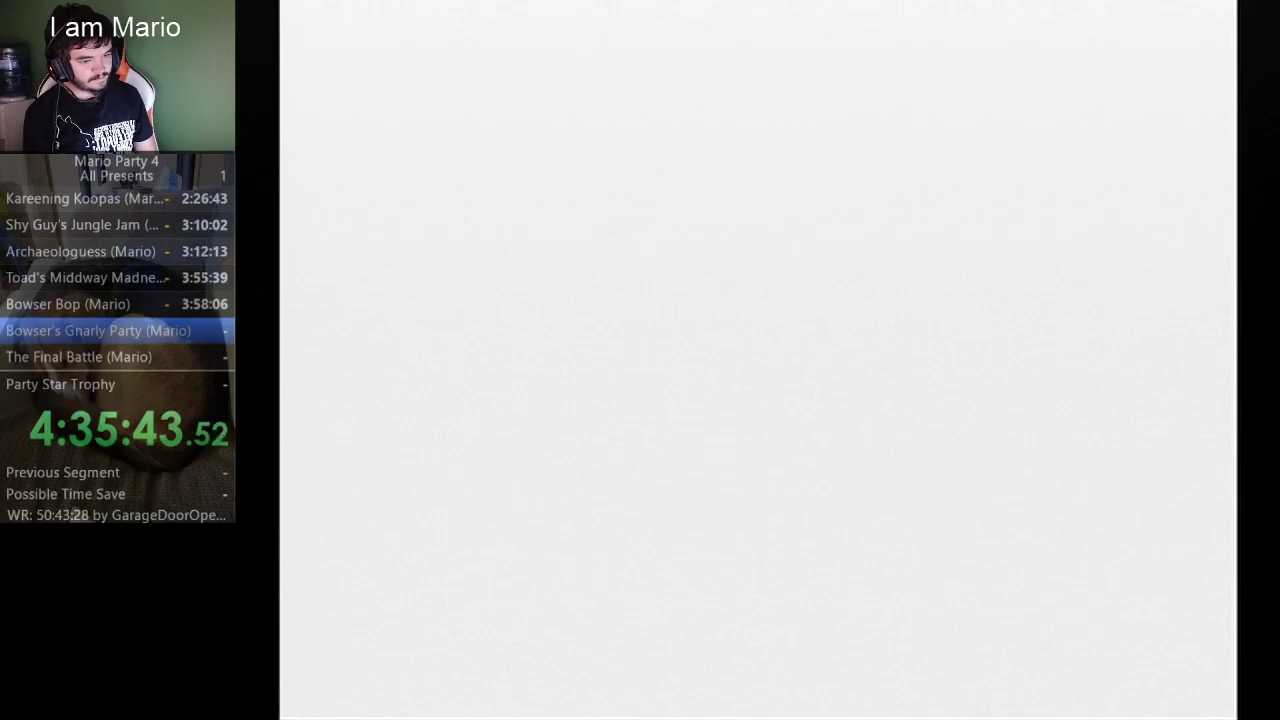 I am Mario
Mario Party 4
All Presents 1
Kareening Koopas (Mar... - 2:26:43
Shy Guy's Jungle Jam (... - 3:10:02
Archaeologuess (Mario) - 3:12:13
Toad's Middway Madne... - 3:55:39
Bowser Bop (Mario) - 3:58:06
Bowser's Gnarly Party (Mario) -
The Final Battle (Mario) -
Party Star Trophy -
4:35:43.52
Previous Segment -
Possible Time Save -
WR: 50:43:28 by GarageDoorOpe...